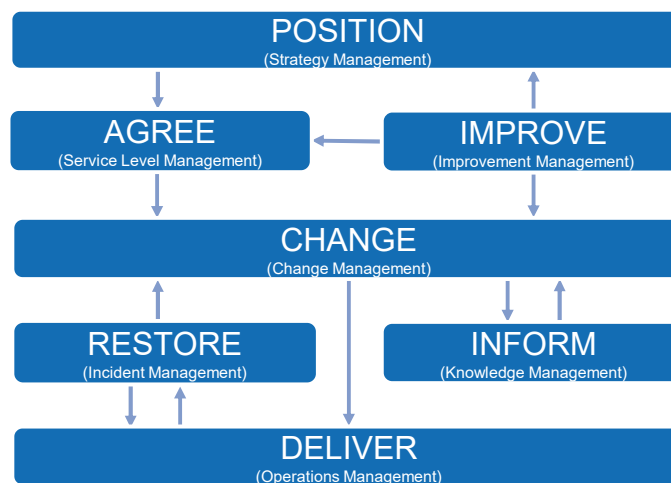 POSITION
(Strategy Management)
AGREE
(Service Level Management)
IMPROVE
(Improvement Management)
CHANGE
(Change Management)
RESTORE
(Incident Management)
INFORM
(Knowledge Management)
DELIVER
(Operations Management)